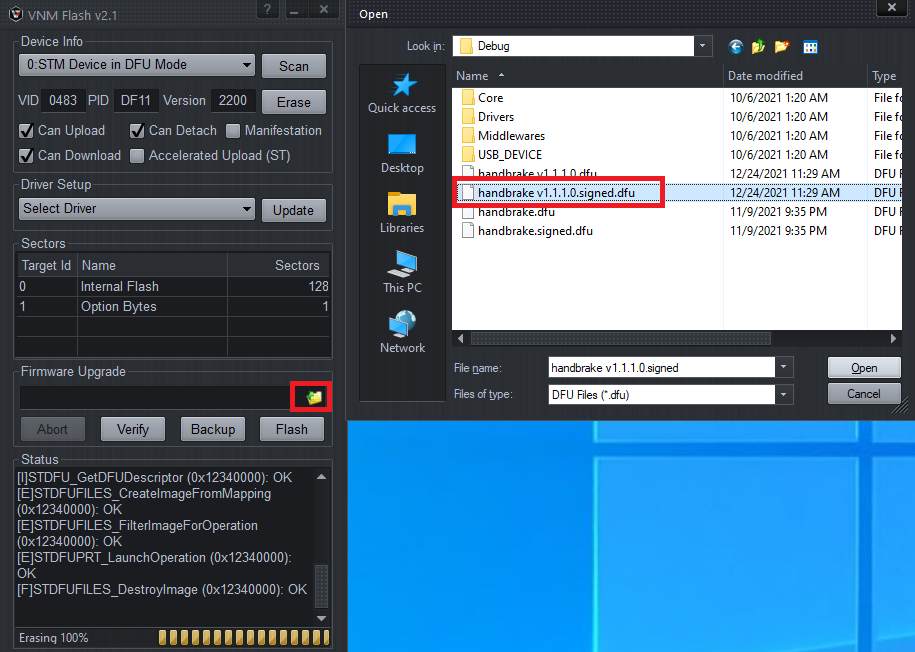 VNM Flash v2.1
?
Device Info
0:STM Device in DFU Mode
Scan
VID 0483 PID DF11 Version 2200
Erase
Can Upload
Can Detach
Manifestation
Can Download
Accelerated Upload (ST)
Driver Setup
Select Driver
Update
Sectors
Target Id Name Sectors
0 Internal Flash 128
1 Option Bytes 1
Firmware Upgrade
Abort
Verify
Backup
Flash
Status
[I]STDFU_GetDFUDescriptor (0x12340000): OK
[E]STDFUFILES_CreateImageFromMapping
(0x12340000): OK
[E]STDFUFILES_FilterImageForOperation
(0x12340000): OK
[E]STDFUPRT_LaunchOperation (0x12340000):
OK
[F]STDFUFILES_DestroyImage (0x12340000): OK
Erasing 100%
Open
Look in:
Debug
Quick access
Desktop
Libraries
This PC
Network
Name Date modified Type
Core 10/6/2021 1:20 AM File fo
Drivers 10/6/2021 1:20 AM File fo
Middlewares 10/6/2021 1:20 AM File fo
USB_DEVICE 10/6/2021 1:20 AM File fo
handbrake v1.1.1.0.dfu 12/24/2021 11:29 AM DFU F
handbrake v1.1.1.0.signed.dfu 12/24/2021 11:29 AM DFU F
handbrake.dfu 11/9/2021 9:35 PM DFU F
handbrake.signed.dfu 11/9/2021 9:35 PM DFU F
File name:
handbrake v1.1.1.0.signed
Open
Files of type:
DFU Files (*.dfu)
Cancel